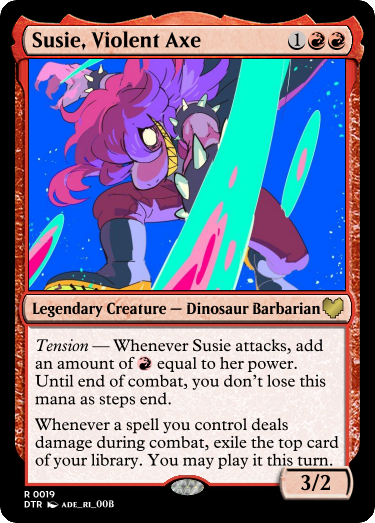 Susie, Violent Axe 1
Legendary Creature — Dinosaur Barbarian
Tension — Whenever Susie attacks, add
an amount of equal to her power.
Until end of combat, you don't lose this
mana as steps end.
Whenever a spell you control deals
damage during combat, exile the top card
of your library. You may play it this turn.
3/2
R 0019
DTR ADE_RI_00B